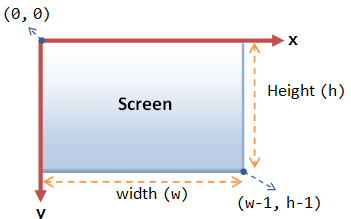 (0, 0)
x
Height (h)
Screen
width (w)
(w-1, h-1)
y